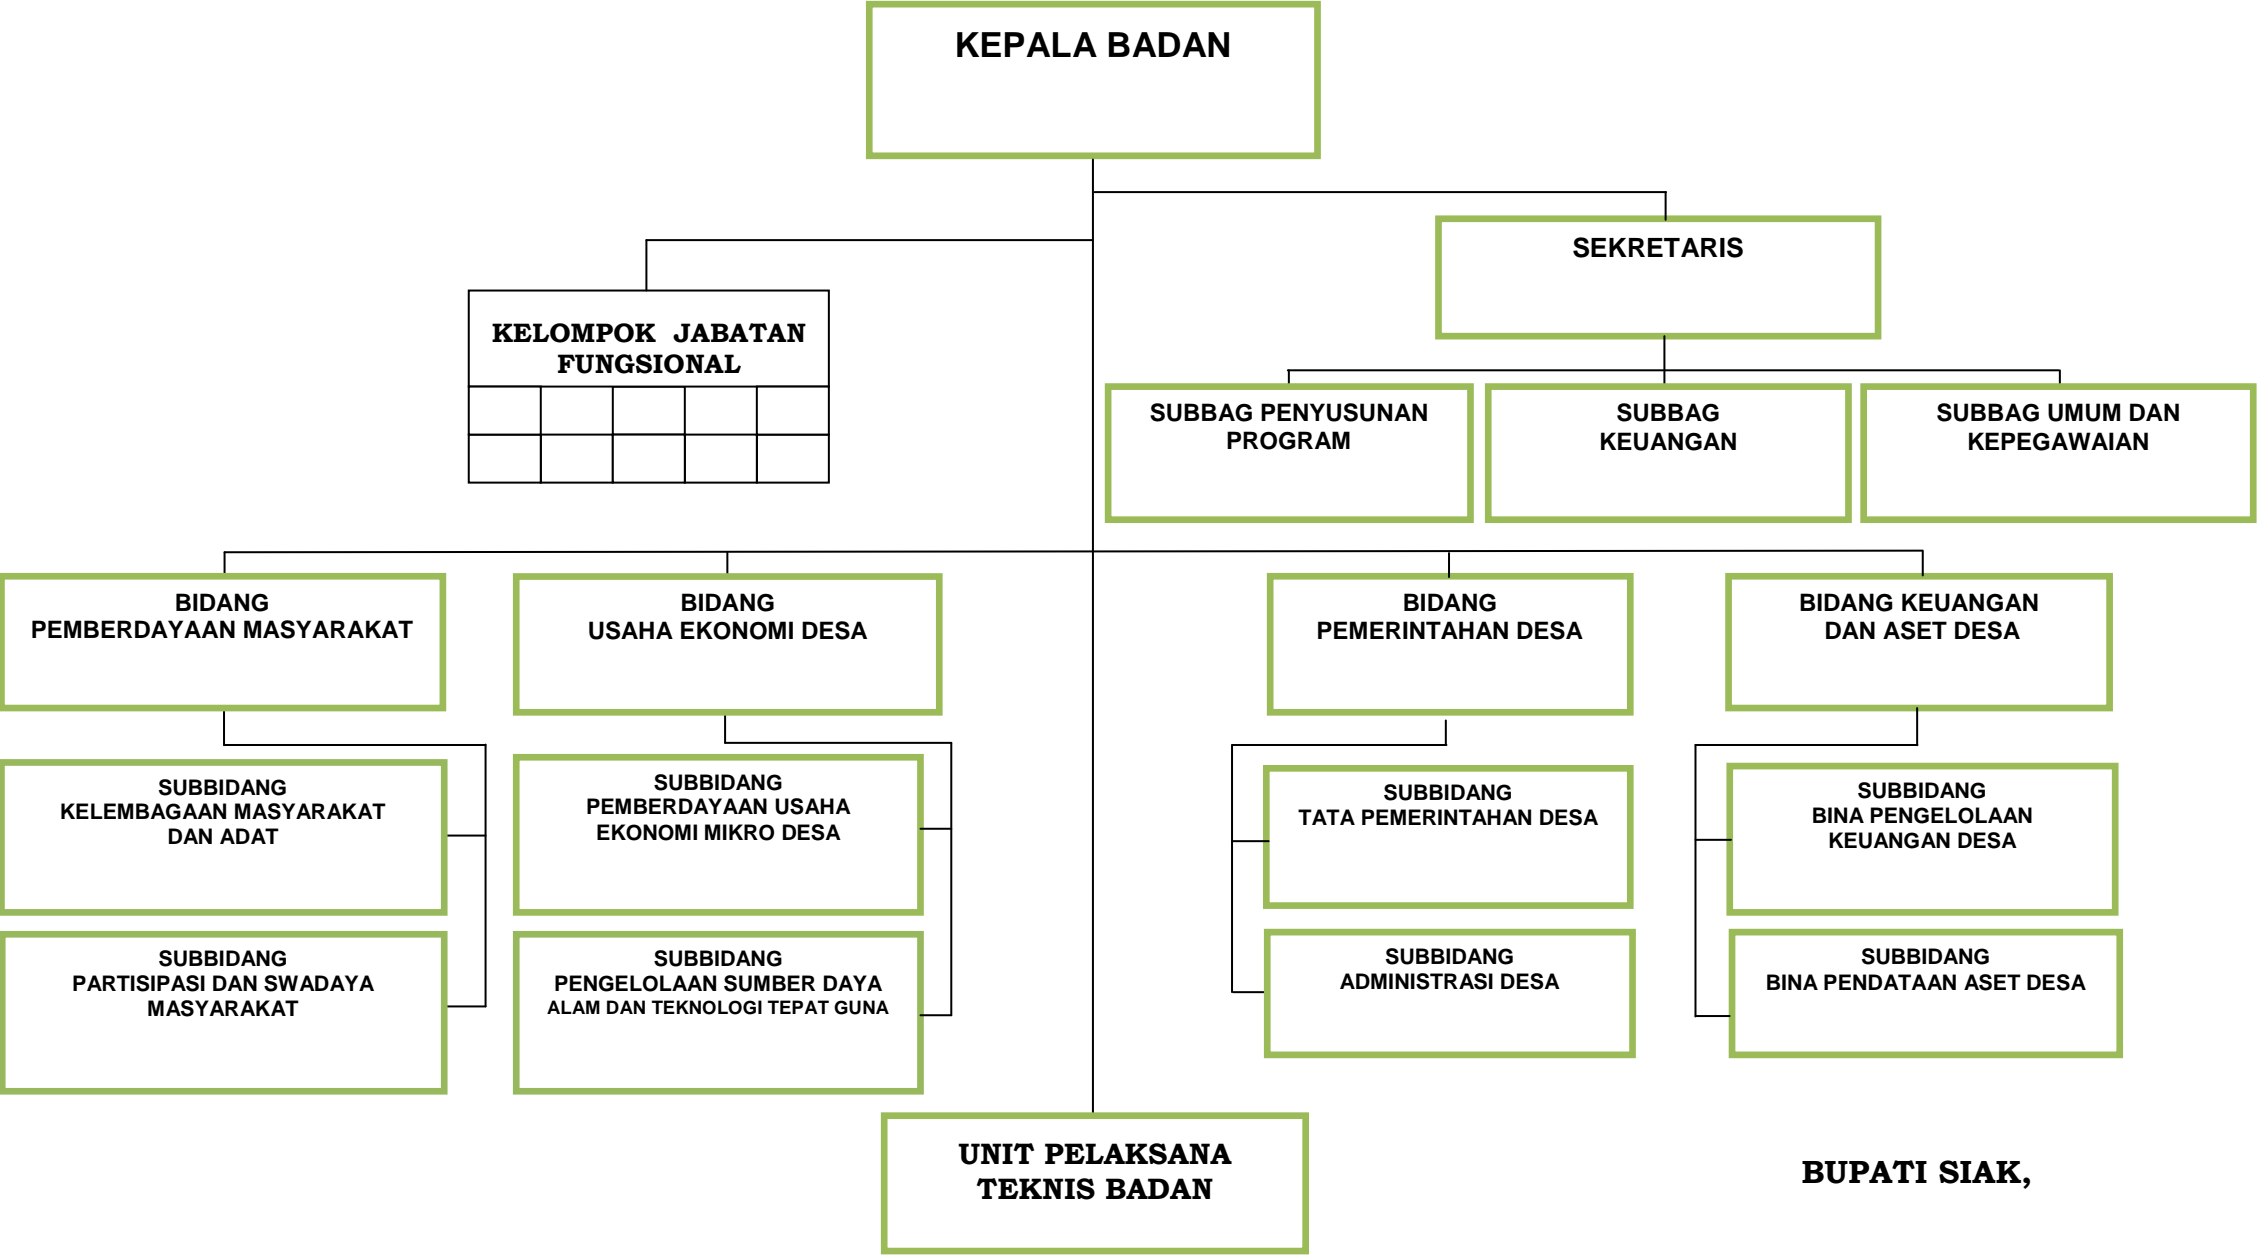 KEPALA BADAN
SEKRETARIS
KELOMPOK JABATAN
FUNGSIONAL
SUBBAG PENYUSUNAN
PROGRAM
SUBBAG
KEUANGAN
SUBBAG UMUM DAN
KEPEGAWAIAN
BIDANG
PEMBERDAYAAN MASYARAKAT
BIDANG
USAHA EKONOMI DESA
BIDANG
PEMERINTAHAN DESA
BIDANG KEUANGAN
DAN ASET DESA
SUBBIDANG
KELEMBAGAAN MASYARAKAT
DAN ADAT
SUBBIDANG
PEMBERDAYAAN USAHA
EKONOMI MIKRO DESA
SUBBIDANG
TATA PEMERINTAHAN DESA
SUBBIDANG
BINA PENGELOLAAN
KEUANGAN DESA
SUBBIDANG
PARTISIPASI DAN SWADAYA
MASYARAKAT
SUBBIDANG
PENGELOLAAN SUMBER DAYA
ALAM DAN TEKNOLOGI TEPAT GUNA
SUBBIDANG
ADMINISTRASI DESA
SUBBIDANG
BINA PENDATAAN ASET DESA
UNIT PELAKSANA
TEKNIS BADAN
BUPATI SIAK,